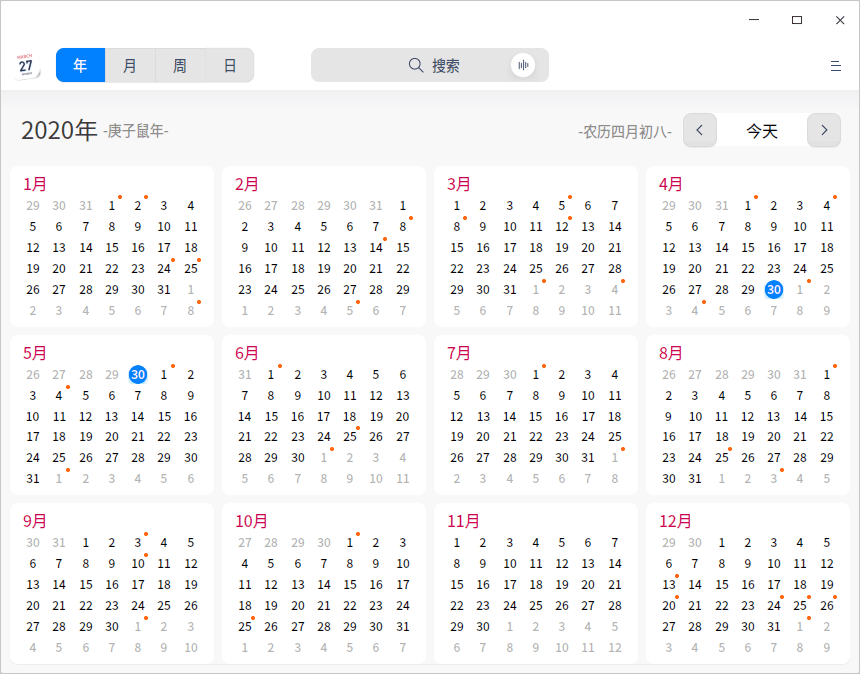 MARCH
27
年 月 周 日 搜索
2020年 -庚子鼠年- -农历四月初八- 今天
1月 2月 3月 4月
29 30 31 1 2 3 4 26 27 28 29 30 31 1 1 2 3 4 5 6 7 29 30 31 1 2 3 4
5 6 7 8 9 10 11 2 3 4 5 6 7 8 8 9 10 11 12 13 14 5 6 7 8 9 10 11
12 13 14 15 16 17 18 9 10 11 12 13 14 15 15 16 17 18 19 20 21 12 13 14 15 16 17 18
19 20 21 22 23 24 25 16 17 18 19 20 21 22 22 23 24 25 26 27 28 19 20 21 22 23 24 25
26 27 28 29 30 31 1 23 24 25 26 27 28 29 29 30 31 1 2 3 4 26 27 28 29 30 1 2
2 3 4 5 6 7 8 1 2 3 4 5 6 7 5 6 7 8 9 10 11 3 4 5 6 7 8 9
5月 6月 7月 8月
26 27 28 29 30 1 2 31 1 2 3 4 5 6 28 29 30 1 2 3 4 26 27 28 29 30 31 1
3 4 5 6 7 8 9 7 8 9 10 11 12 13 5 6 7 8 9 10 11 2 3 4 5 6 7 8
10 11 12 13 14 15 16 14 15 16 17 18 19 20 12 13 14 15 16 17 18 9 10 11 12 13 14 15
17 18 19 20 21 22 23 21 22 23 24 25 26 27 19 20 21 22 23 24 25 16 17 18 19 20 21 22
24 25 26 27 28 29 30 28 29 30 1 2 3 4 26 27 28 29 30 31 1 23 24 25 26 27 28 29
31 1 2 3 4 5 6 5 6 7 8 9 10 11 2 3 4 5 6 7 8 30 31 1 2 3 4 5
9月 10月 11月 12月
30 31 1 2 3 4 5 27 28 29 30 1 2 3 1 2 3 4 5 6 7 29 30 1 2 3 4 5
6 7 8 9 10 11 12 4 5 6 7 8 9 10 8 9 10 11 12 13 14 6 7 8 9 10 11 12
13 14 15 16 17 18 19 11 12 13 14 15 16 17 15 16 17 18 19 20 21 13 14 15 16 17 18 19
20 21 22 23 24 25 26 18 19 20 21 22 23 24 22 23 24 25 26 27 28 20 21 22 23 24 25 26
27 28 29 30 1 2 3 25 26 27 28 29 30 31 29 30 1 2 3 4 5 27 28 29 30 31 1 2
4 5 6 7 8 9 10 1 2 3 4 5 6 7 6 7 8 9 10 11 12 3 4 5 6 7 8 9